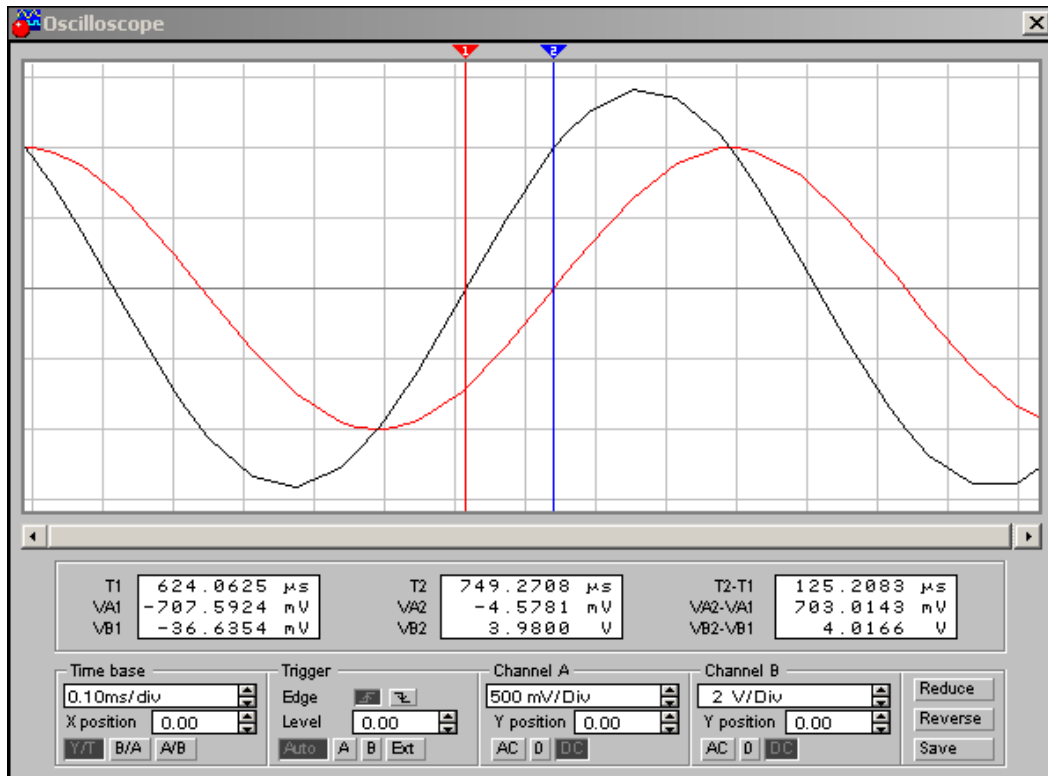 Oscilloscope
1 2
T1 624.0625 µs T2 749.2708 µs T2-T1 125.2083 µs
VA1 -707.5924 mV VA2 -4.5781 mV VA2-VA1 703.0143 mV
VB1 -36.6354 mV VB2 3.9800 V VB2-VB1 4.0166 V
Time base Trigger Channel A Channel B
0.10ms/div Edge 500 mV/Div 2 V/Div Reduce
X position 0.00 Level 0.00 Y position 0.00 Y position 0.00 Reverse
Y/T B/A A/B Auto A B Ext AC 0 DC AC 0 DC Save